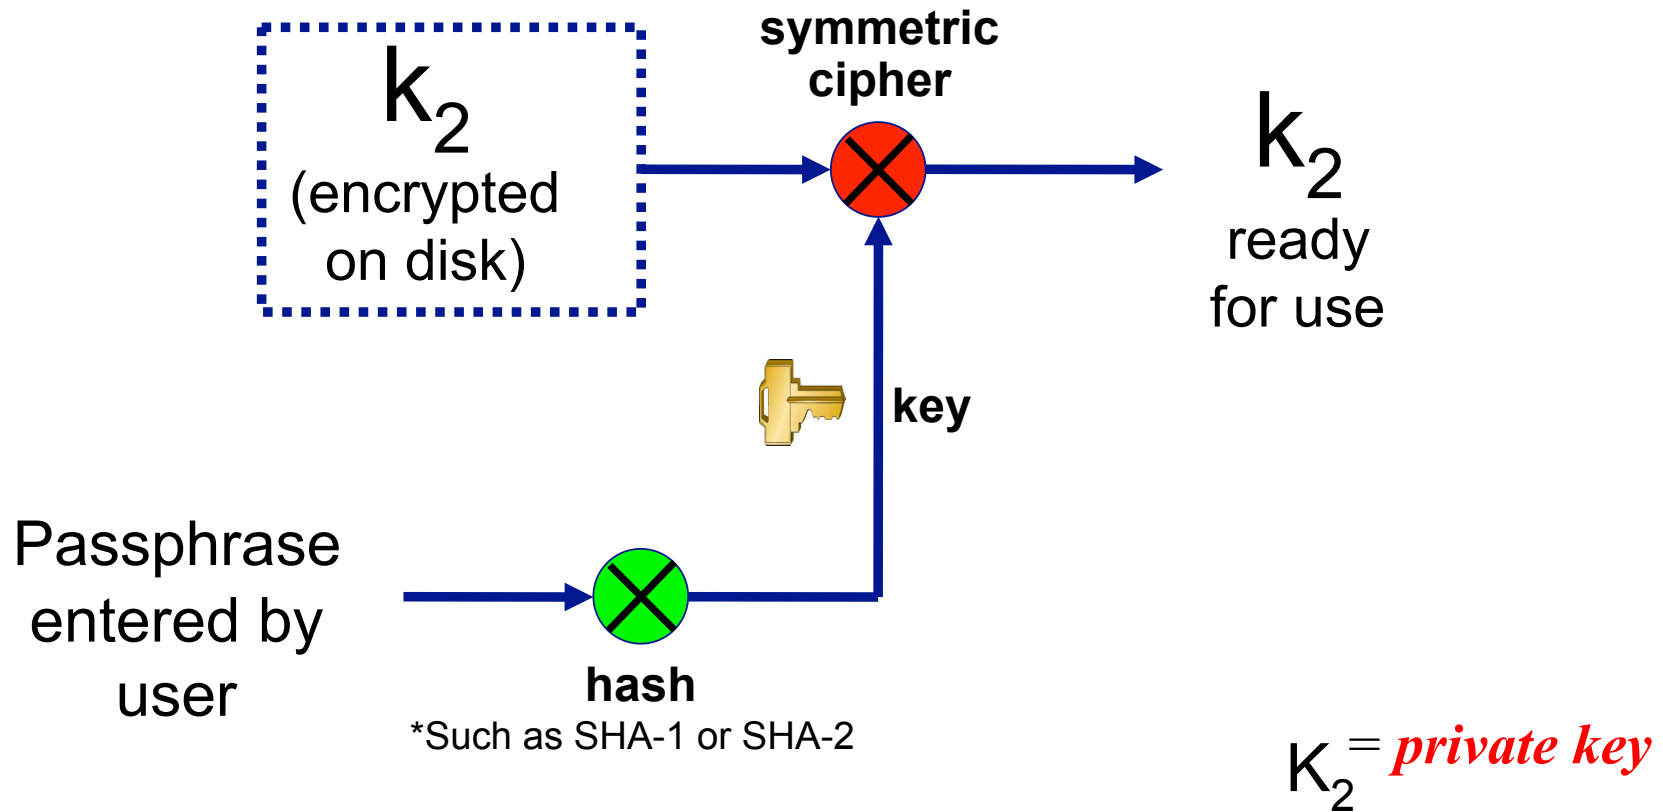 symmetric
cipher
k₂
(encrypted
on disk)
k₂
ready
for use
key
Passphrase
entered by
user
hash
*Such as SHA-1 or SHA-2
K₂ = private key